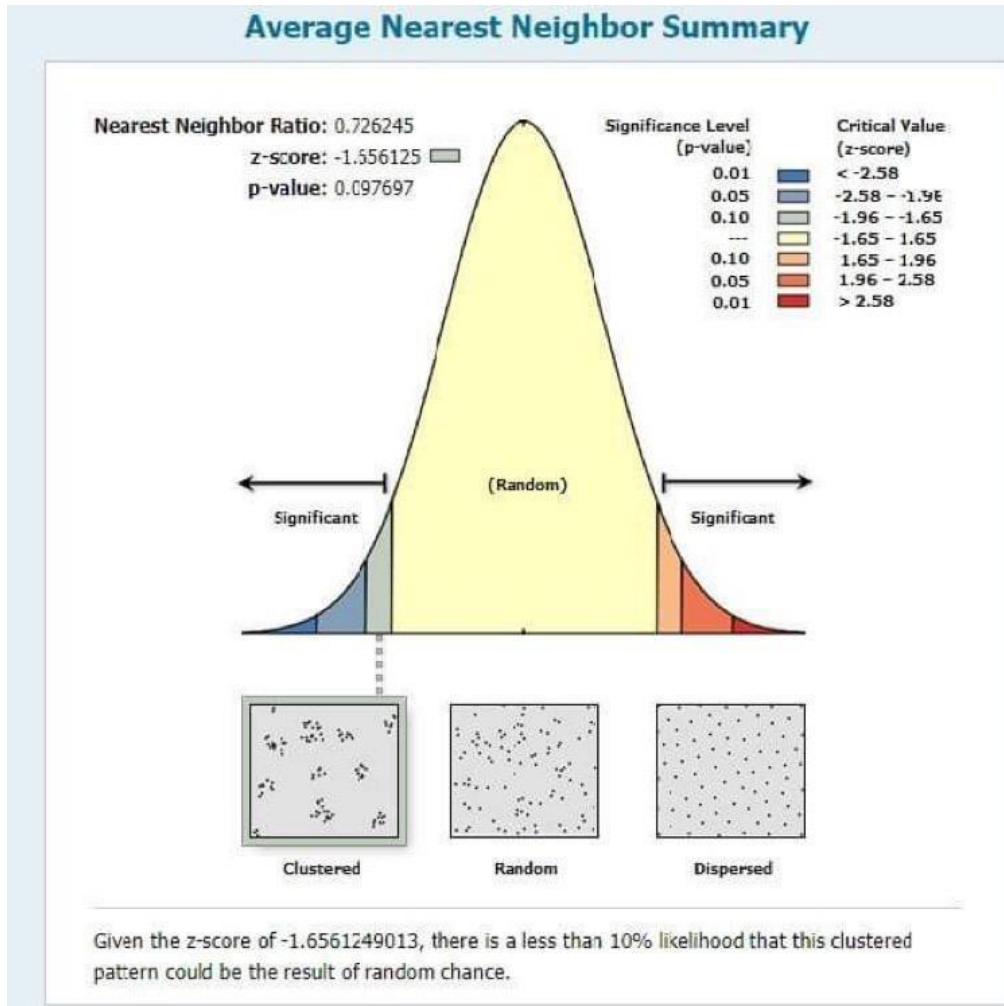 Average Nearest Neighbor Summary
Nearest Neighbor Ratio: 0.726245
z-score: -1.656125
p-value: 0.097697
Significance Level
(p-value)
Critical Value
(z-score)
0.01 < -2.58
0.05 -2.58 – -1.96
0.10 -1.96 – -1.65
--- -1.65 – 1.65
0.10 1.65 – 1.96
0.05 1.96 – 2.58
0.01 > 2.58
(Random)
Significant
Significant
Clustered
Random
Dispersed
Given the z-score of -1.6561249013, there is a less than 10% likelihood that this clustered
pattern could be the result of random chance.